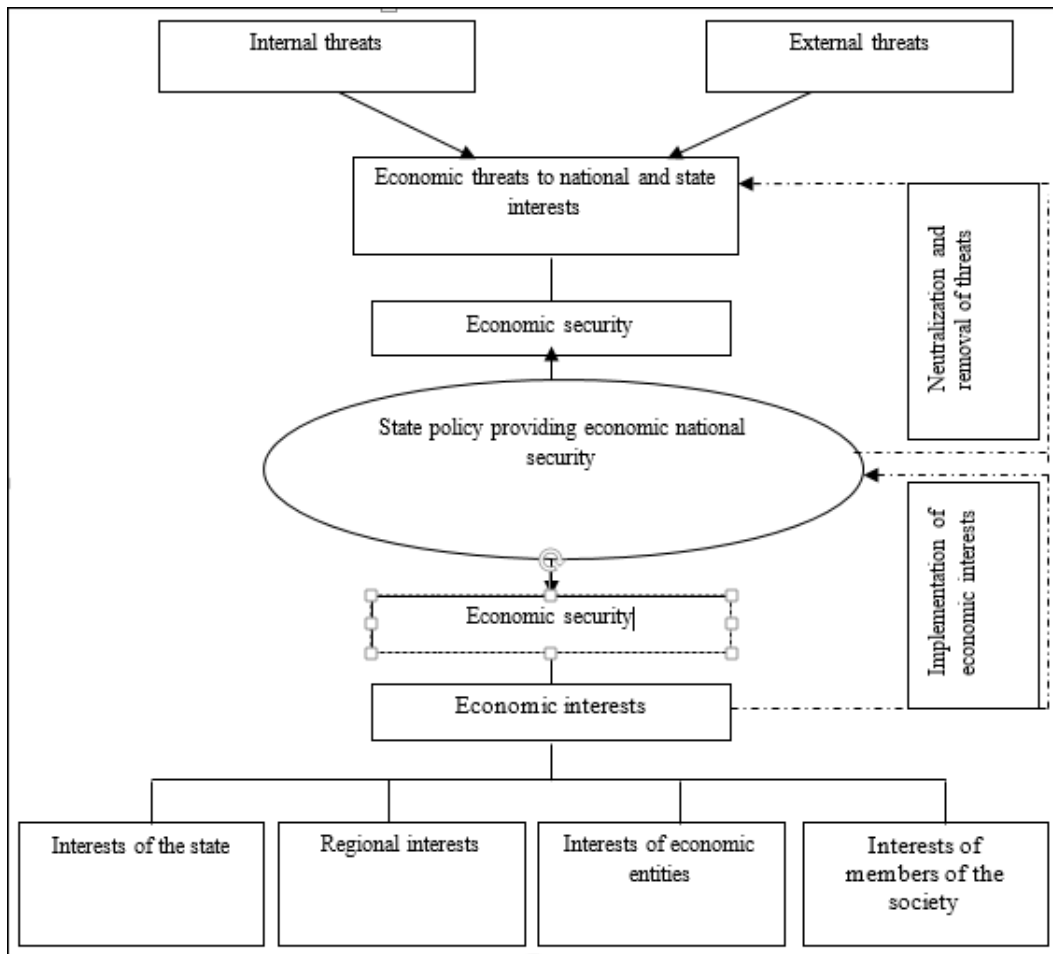 Internal threats
External threats
Economic threats to national and state
interests
Neutralization and
removal of threats
Economic security
State policy providing economic national
security
Implementation of
economic interests
Economic security
Economic interests
Interests of the state
Regional interests
Interests of economic
entities
Interests of
members of the
society